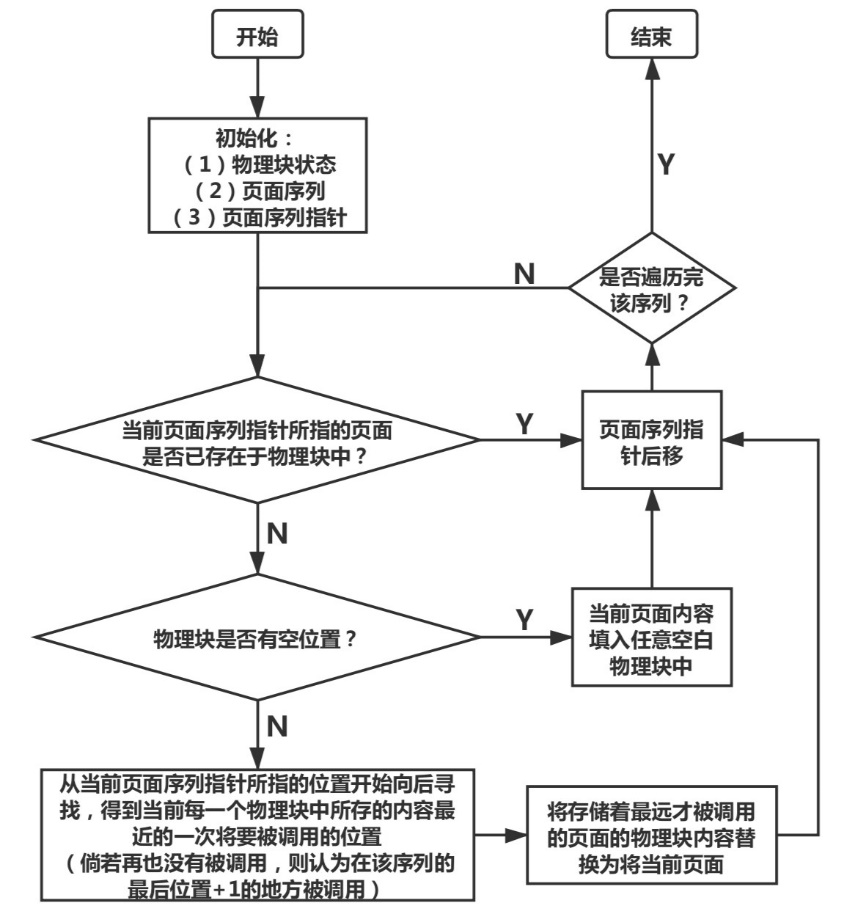 开始
初始化：
（1）物理块状态
（2）页面序列
（3）页面序列指针
当前页面序列指针所指的页面
是否已存在于物理块中？
N
物理块是否有空位置？
N
从当前页面序列指针所指的位置开始向后寻
找，得到当前每一个物理块中所存的内容最
近的一次将要被调用的位置
（倘若再也没有被调用，则认为在该序列的
最后位置+1的地方被调用）
将存储着最远才被调用
的页面的物理块内容替
换为将当前页面
Y
当前页面内容
填入任意空白
物理块中
Y
页面序列指
针后移
是否遍历完
该序列？
N
Y
结束